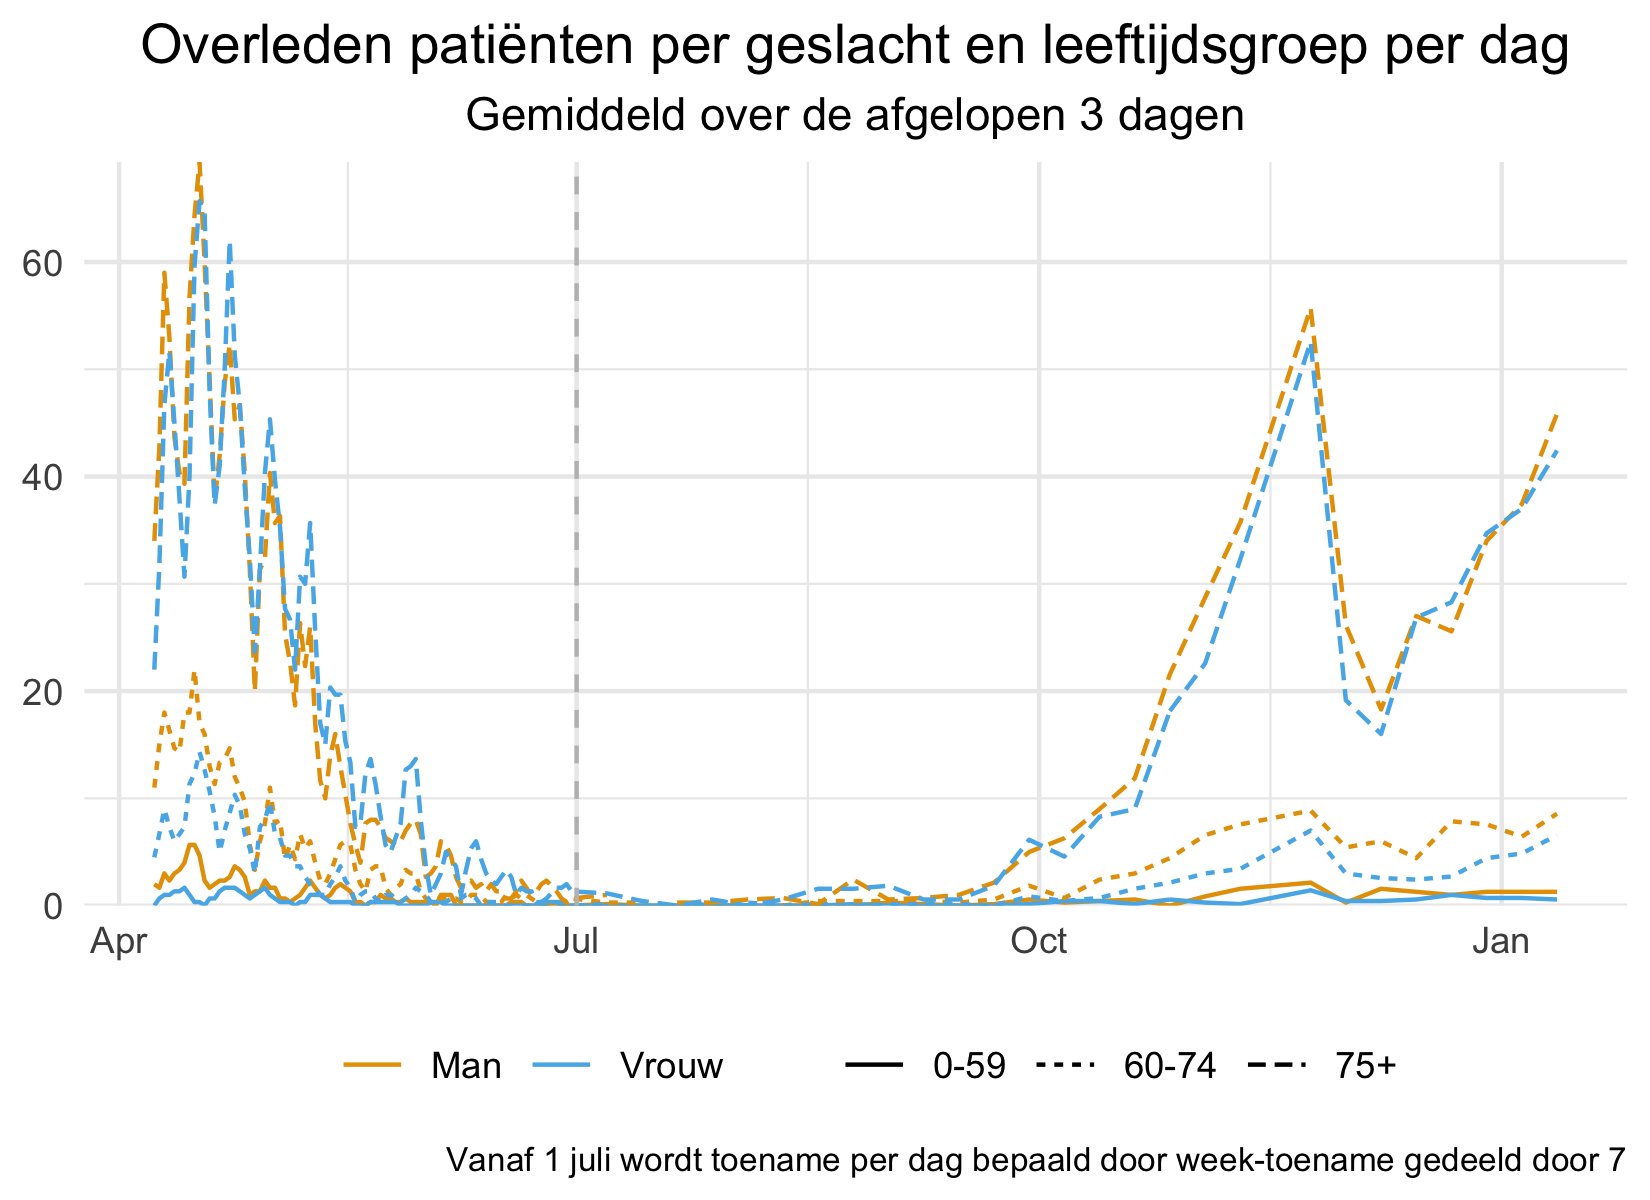 Overleden patiënten per geslacht en leeftijdsgroep per dag
Gemiddeld over de afgelopen 3 dagen
60
40
20
0
Apr Jul Oct Jan
Man Vrouw 0-59 60-74 75+
Vanaf 1 juli wordt toename per dag bepaald door week-toename gedeeld door 7